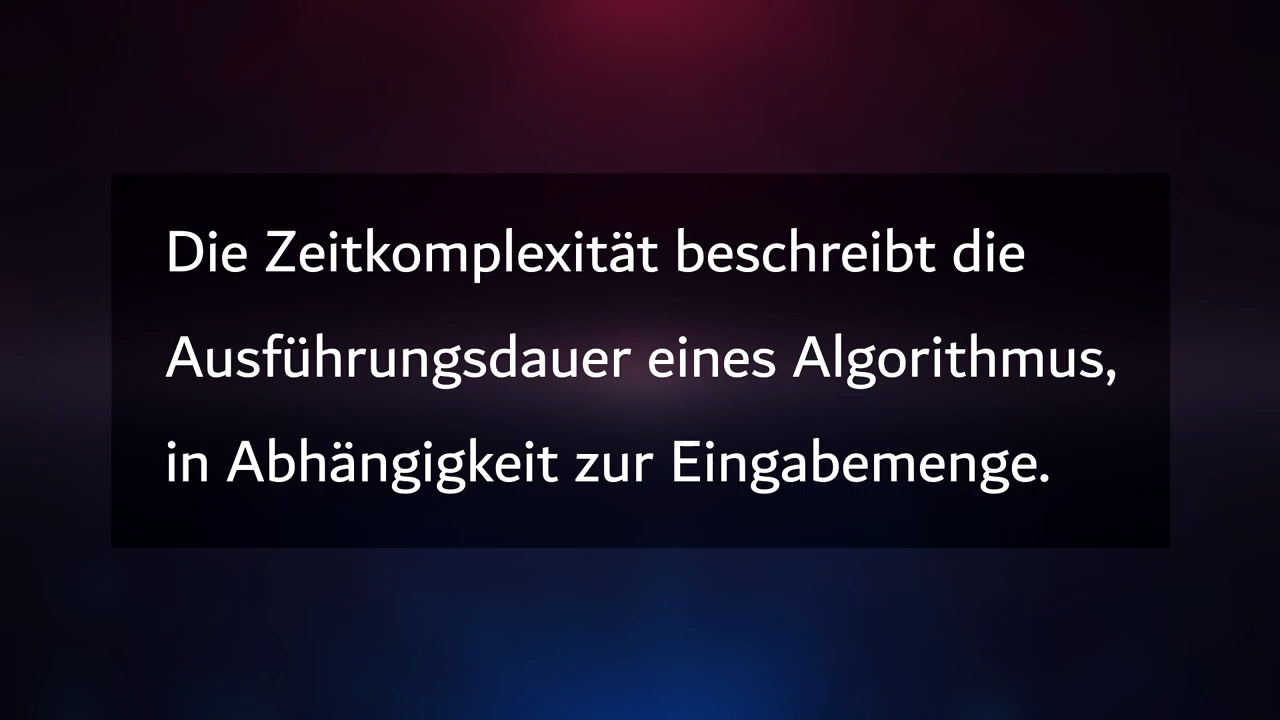 Die Zeitkomplexität beschreibt die
Ausführungsdauer eines Algorithmus,
in Abhängigkeit zur Eingabemenge.